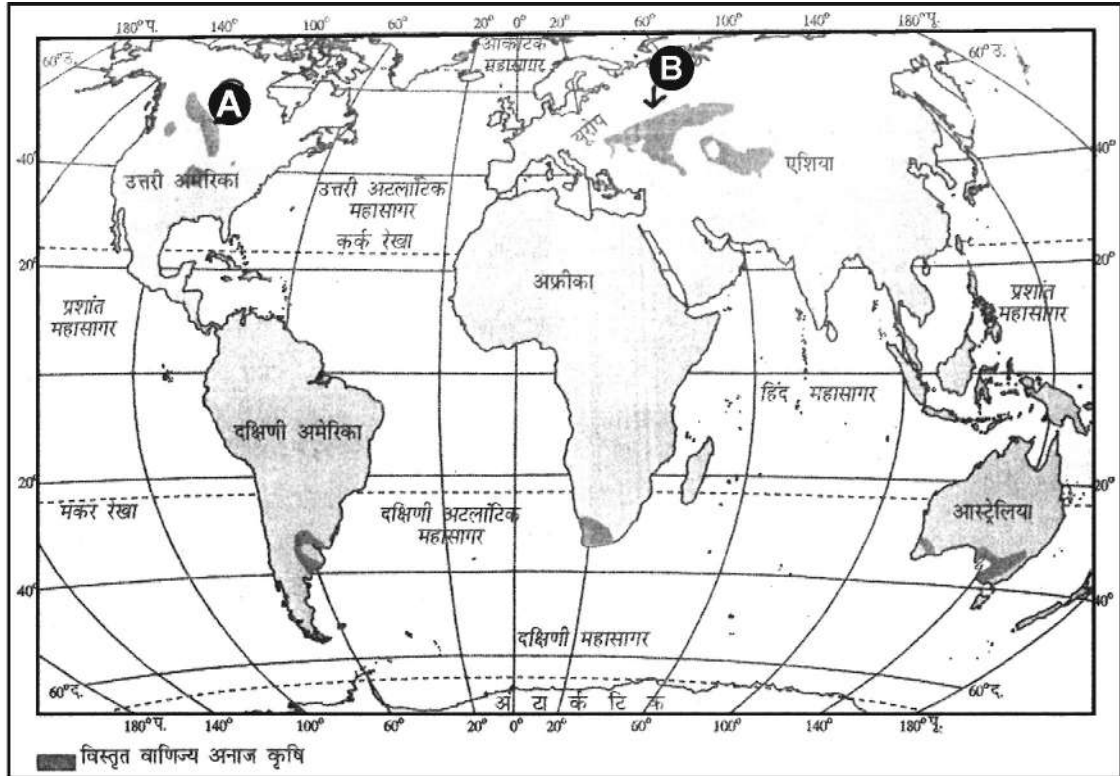 180°प. 140° 100° 60° 20° 0° 20° 60° 100° 140° 180°पू.
आर्कटिक
महासागर
60°उ. 60°उ.
A
B
यूरोप
एशिया
40° 40°
उत्तरी अमेरिका
उत्तरी अटलांटिक
महासागर
कर्क रेखा
20° 20°
अफ्रीका
प्रशांत
महासागर
प्रशांत
महासागर
हिंद महासागर
दक्षिणी अमेरिका
20° 20°
मकर रेखा
दक्षिणी अटलांटिक
महासागर
आस्ट्रेलिया
40° 40°
दक्षिणी महासागर
60°द. 60°द.
अं टा र्क टि क
180°प. 140° 100° 60° 20° 0° 20° 60° 100° 140° 180°पू.
विस्तृत वाणिज्य अनाज कृषि